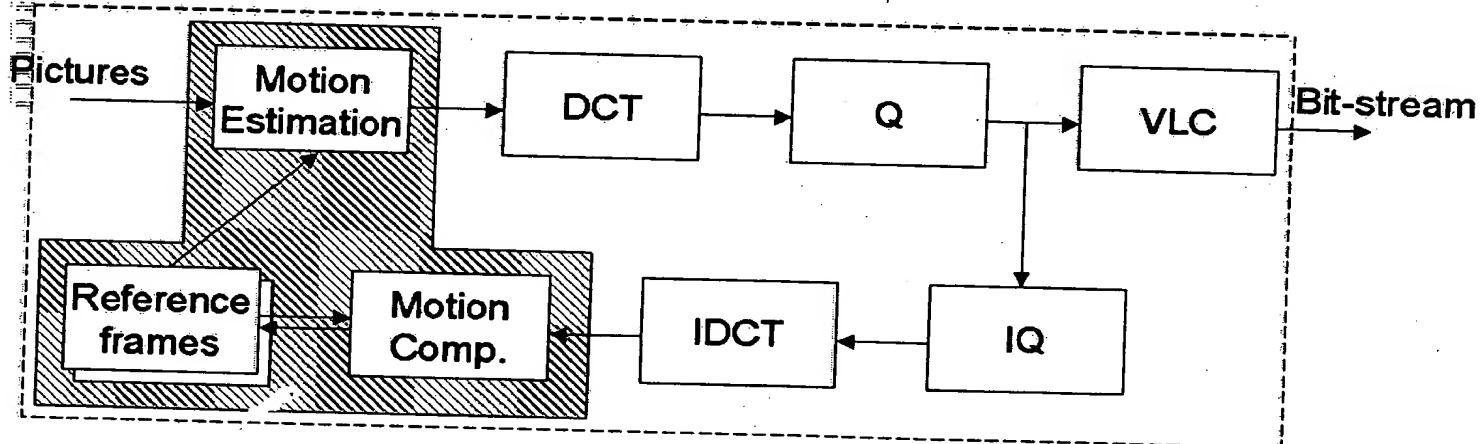 Pictures
Motion
Estimation
DCT
Q
VLC
Bit-stream
Reference
frames
Motion
Comp.
IDCT
IQ